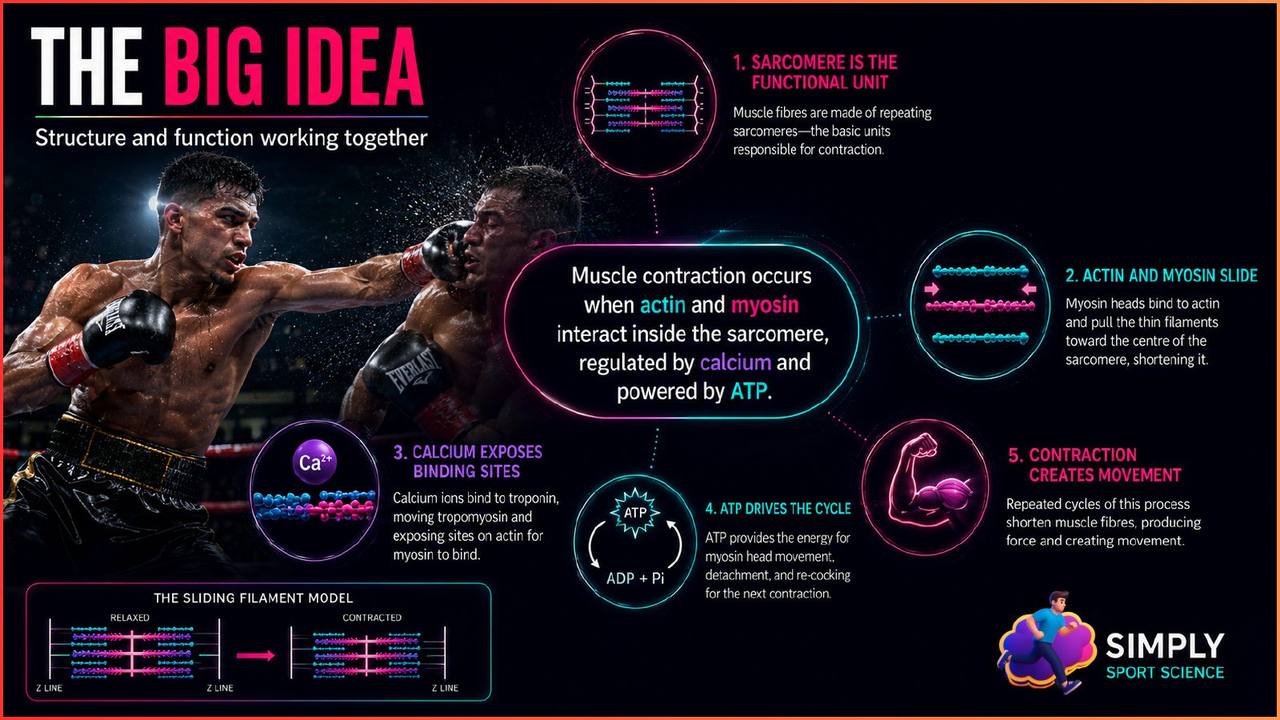 THE BIG IDEA
Structure and function working together
1. SARCOMERE IS THE
FUNCTIONAL UNIT
Muscle fibres are made of repeating
sarcomeres—the basic units
responsible for contraction.
Muscle contraction occurs
when actin and myosin
interact inside the sarcomere,
regulated by calcium and
powered by ATP.
2. ACTIN AND MYOSIN SLIDE
Myosin heads bind to actin
and pull the thin filaments
toward the centre of the
sarcomere, shortening it.
EVERLAST
EVERLAST
Ca²⁺
3. CALCIUM EXPOSES
BINDING SITES
Calcium ions bind to troponin,
moving tropomyosin and
exposing sites on actin for
myosin to bind.
ATP
ADP + Pi
4. ATP DRIVES THE CYCLE
ATP provides the energy for
myosin head movement,
detachment, and re-cocking
for the next contraction.
5. CONTRACTION
CREATES MOVEMENT
Repeated cycles of this process
shorten muscle fibres, producing
force and creating movement.
THE SLIDING FILAMENT MODEL
RELAXED
CONTRACTED
Z LINE
Z LINE
Z LINE
SIMPLY
SPORT SCIENCE